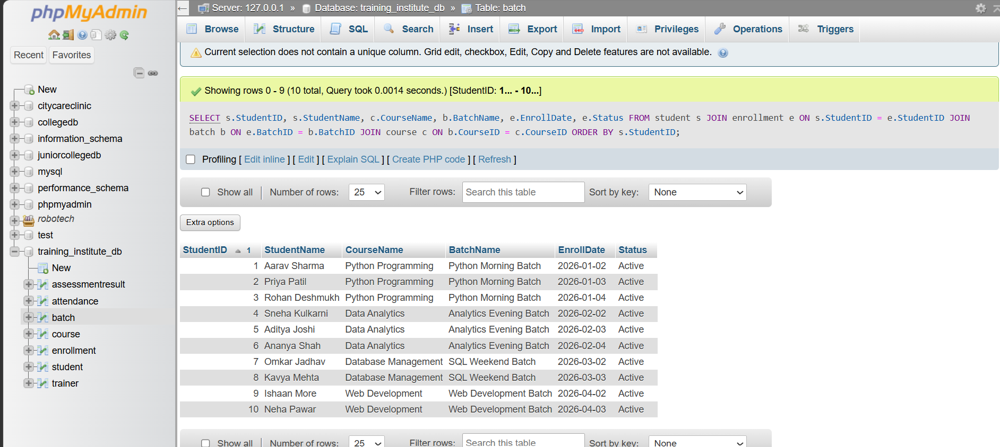 phpMyAdmin
Recent Favorites
New
citycareclinic
collegedb
information_schema
juniorcollegedb
mysql
performance_schema
phpmyadmin
robotech
test
training_institute_db
New
assessmentresult
attendance
batch
course
enrollment
student
trainer
Server: 127.0.0.1 » Database: training_institute_db » Table: batch
Browse Structure SQL Search Insert Export Import Privileges Operations Triggers
Current selection does not contain a unique column. Grid edit, checkbox, Edit, Copy and Delete features are not available.
Showing rows 0 - 9 (10 total, Query took 0.0014 seconds.) [StudentID: 1... - 10...]
SELECT s.StudentID, s.StudentName, c.CourseName, b.BatchName, e.EnrollDate, e.Status FROM student s JOIN enrollment e ON s.StudentID = e.StudentID JOIN
batch b ON e.BatchID = b.BatchID JOIN course c ON b.CourseID = c.CourseID ORDER BY s.StudentID;
Profiling [ Edit inline ] [ Edit ] [ Explain SQL ] [ Create PHP code ] [ Refresh ]
Show all Number of rows: 25 Filter rows: Search this table Sort by key: None
Extra options
StudentID 1 StudentName CourseName BatchName EnrollDate Status
1 Aarav Sharma Python Programming Python Morning Batch 2026-01-02 Active
2 Priya Patil Python Programming Python Morning Batch 2026-01-03 Active
3 Rohan Deshmukh Python Programming Python Morning Batch 2026-01-04 Active
4 Sneha Kulkarni Data Analytics Analytics Evening Batch 2026-02-02 Active
5 Aditya Joshi Data Analytics Analytics Evening Batch 2026-02-03 Active
6 Ananya Shah Data Analytics Analytics Evening Batch 2026-02-04 Active
7 Omkar Jadhav Database Management SQL Weekend Batch 2026-03-02 Active
8 Kavya Mehta Database Management SQL Weekend Batch 2026-03-03 Active
9 Ishaan More Web Development Web Development Batch 2026-04-02 Active
10 Neha Pawar Web Development Web Development Batch 2026-04-03 Active
Show all Number of rows: 25 Filter rows: Search this table Sort by key: None